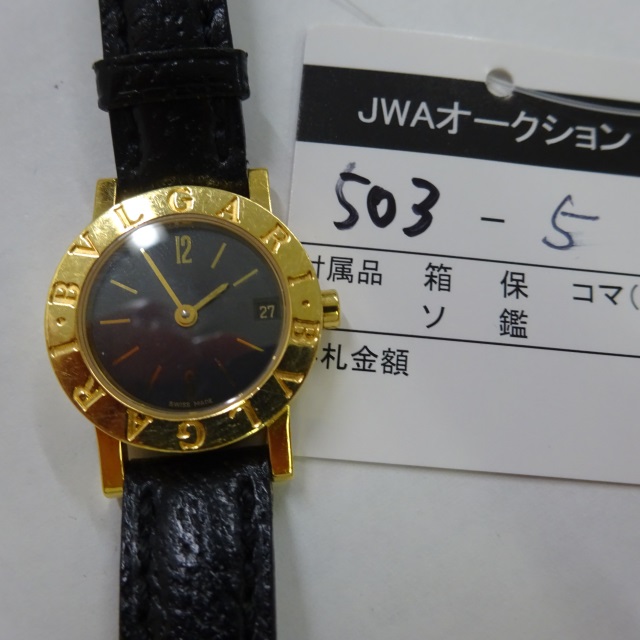 BVLGARI
BVLGARI
12
27
SWISS MADE
JWAオークション
503 - 5
付属品 箱 保 コマ(
ソ 鑑
札金額